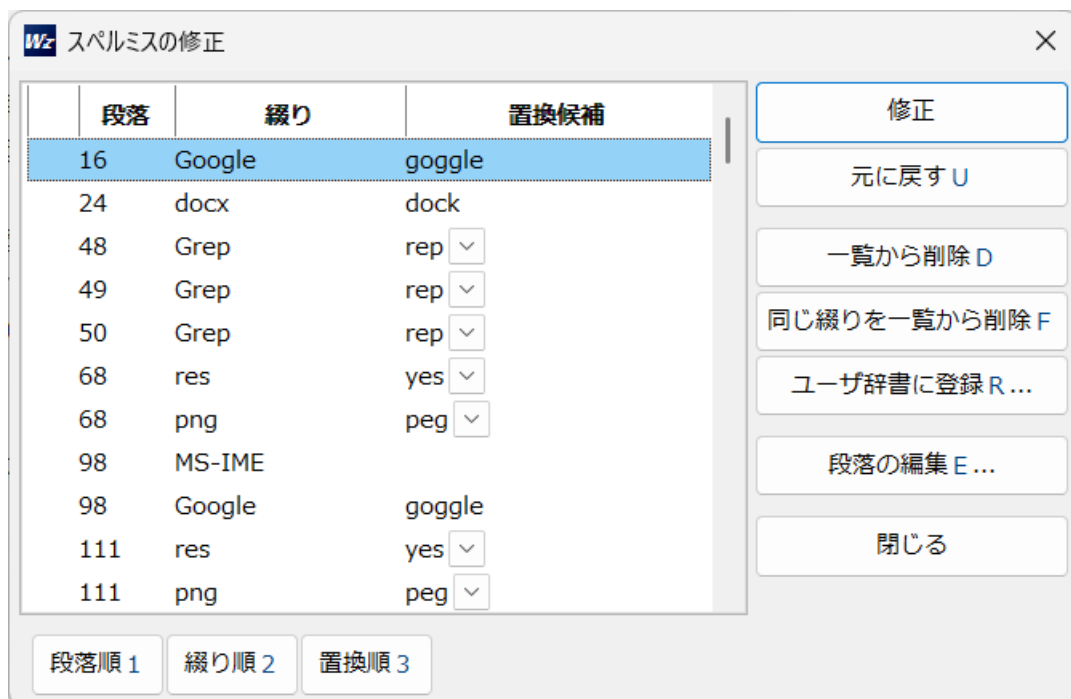 Wz スペルミスの修正
段落 綴り 置換候補
16 Google goggle
24 docx dock
48 Grep rep
49 Grep rep
50 Grep rep
68 res yes
68 png peg
98 MS-IME
98 Google goggle
111 res yes
111 png peg
修正
元に戻す U
一覧から削除 D
同じ綴りを一覧から削除 F
ユーザ辞書に登録 R ...
段落の編集 E ...
閉じる
段落順 1 綴り順 2 置換順 3